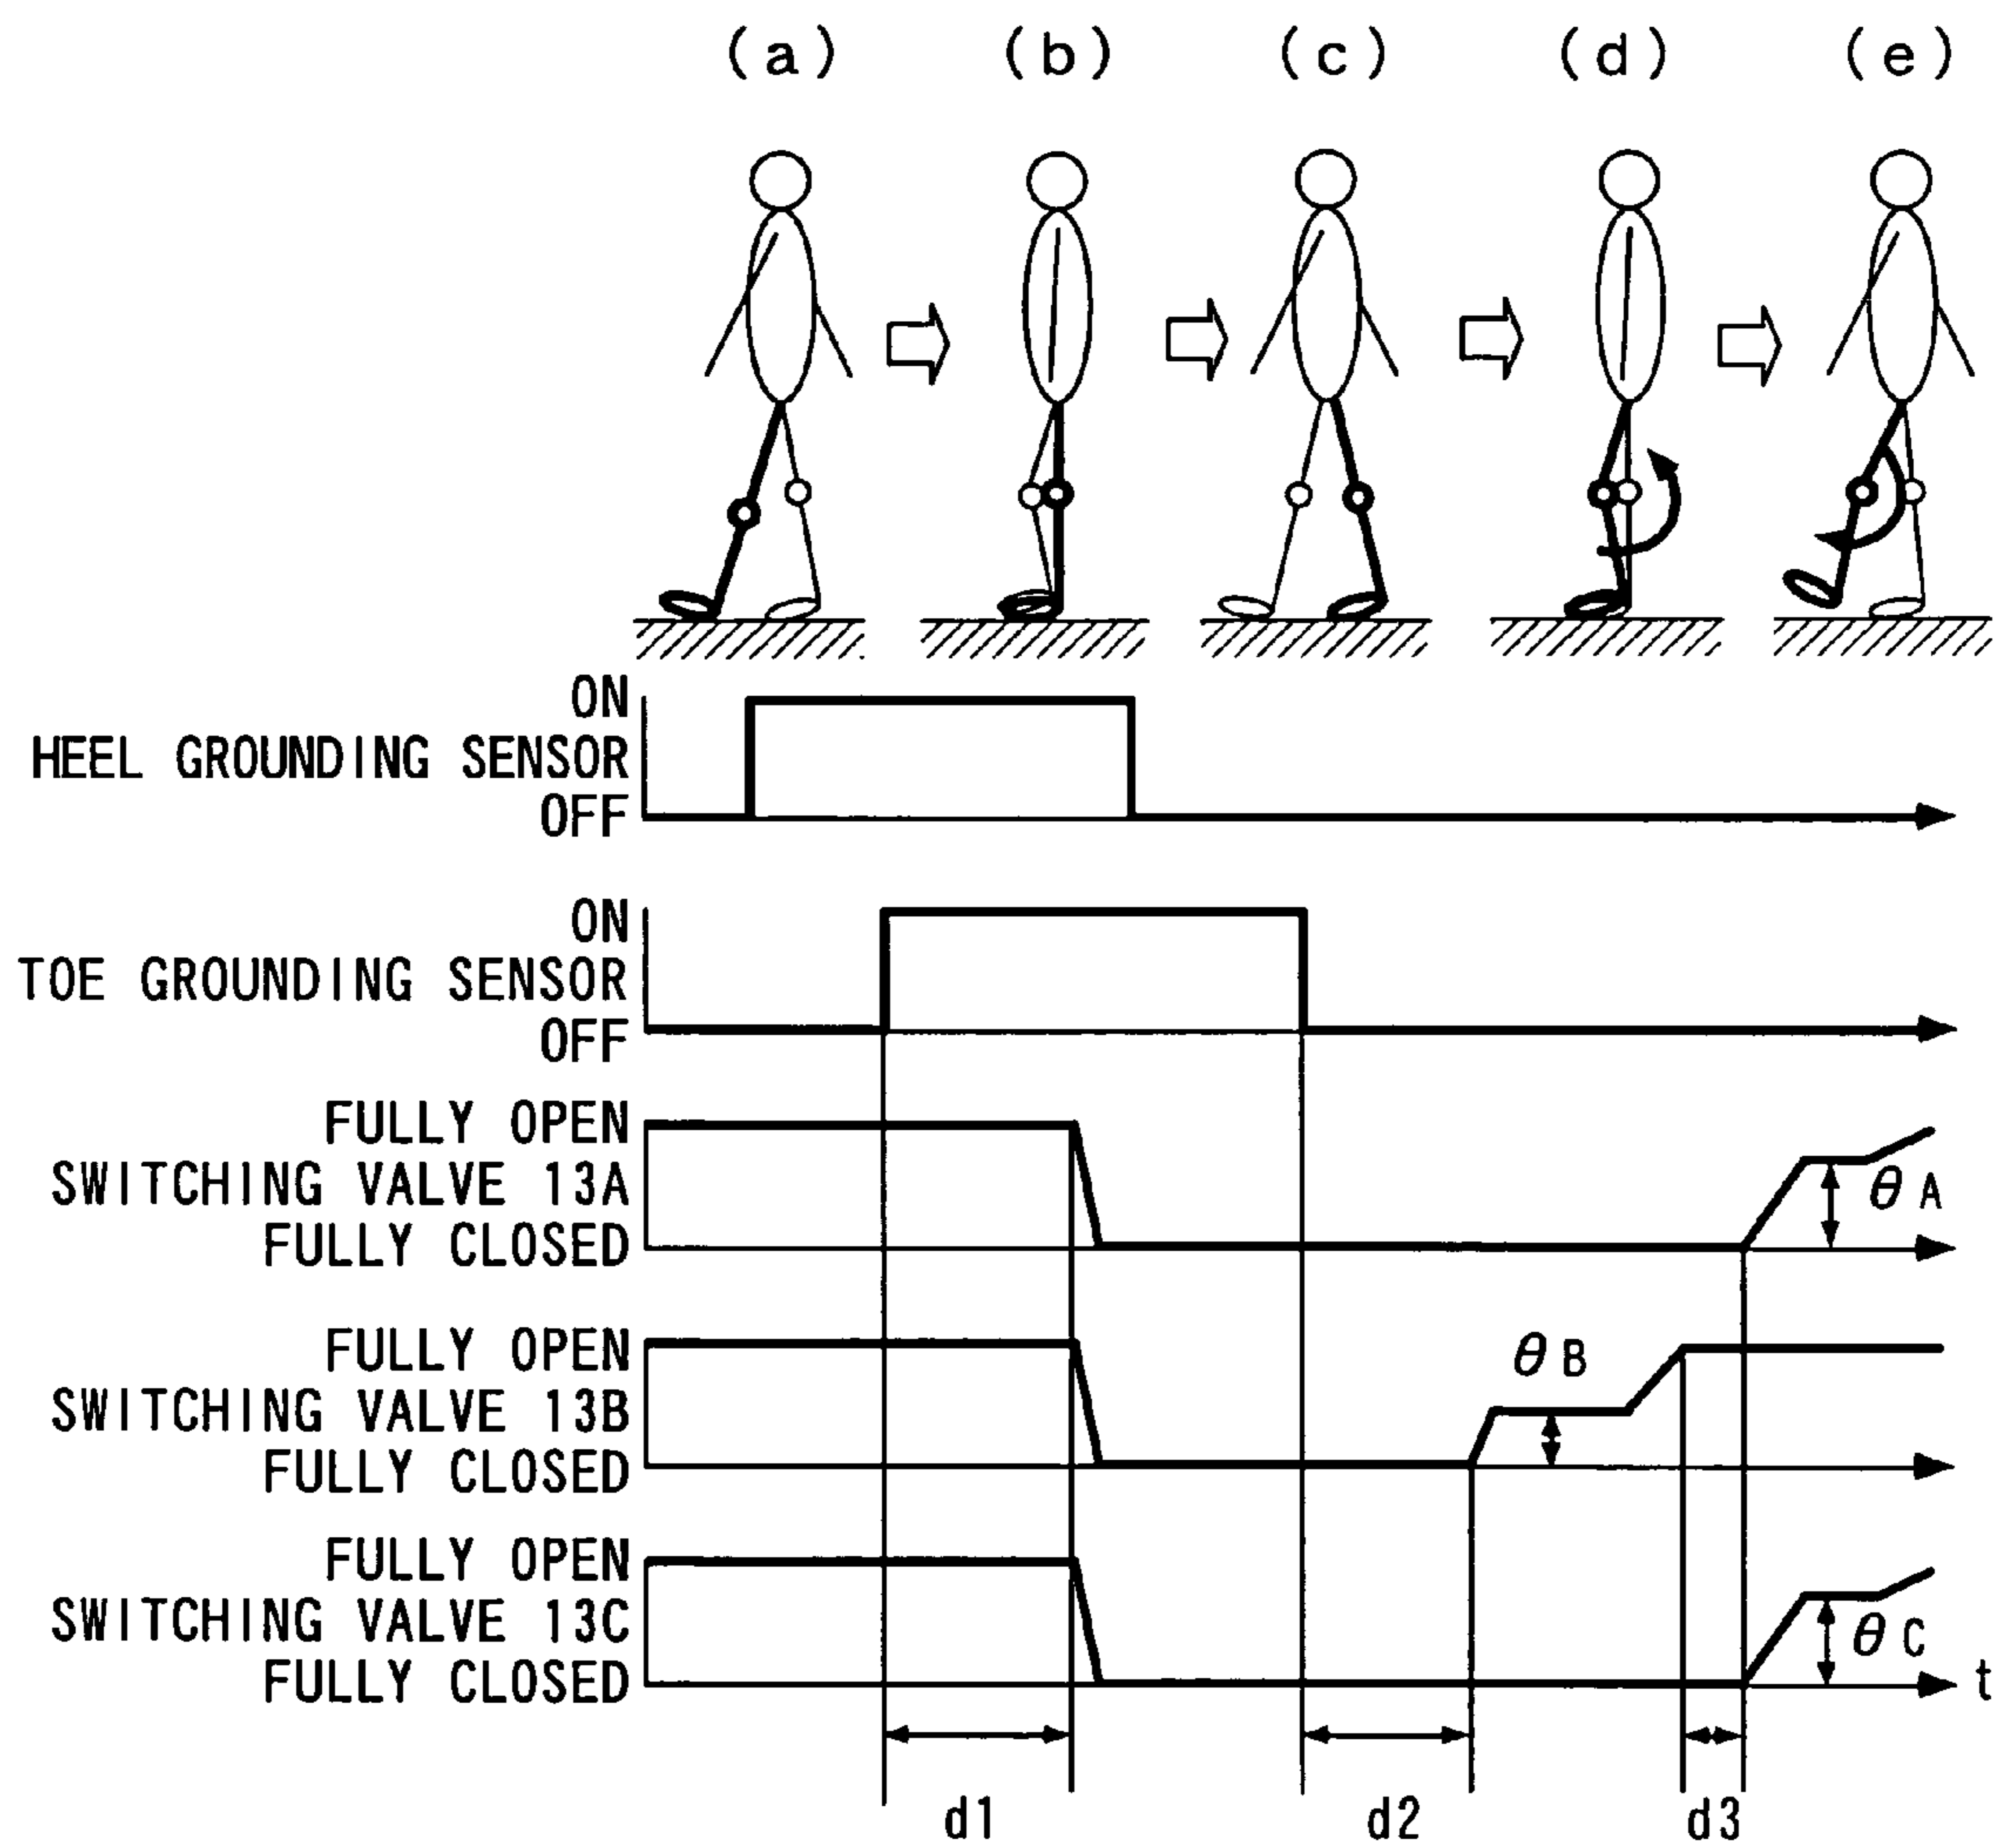 (a) (b) (c) (d) (e)
ON
HEEL GROUNDING SENSOR
OFF
ON
TOE GROUNDING SENSOR
OFF
FULLY OPEN
SWITCHING VALVE 13A
FULLY CLOSED
θA
FULLY OPEN
SWITCHING VALVE 13B
FULLY CLOSED
θB
FULLY OPEN
SWITCHING VALVE 13C
FULLY CLOSED
θC
t
d1 d2 d3